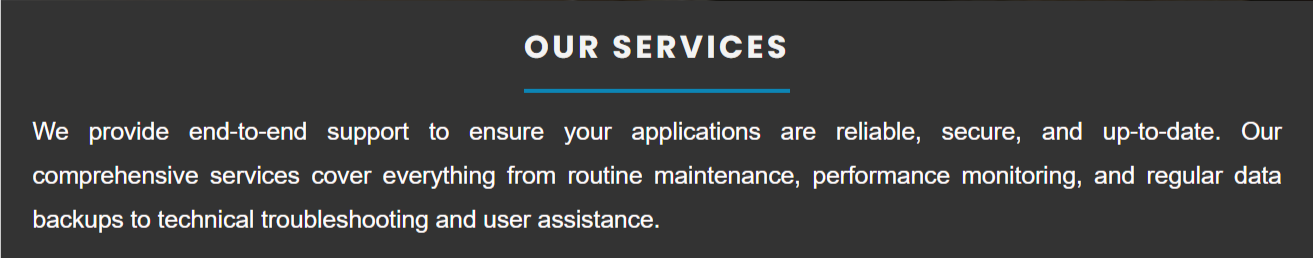 OUR SERVICES
We provide end-to-end support to ensure your applications are reliable, secure, and up-to-date. Our
comprehensive services cover everything from routine maintenance, performance monitoring, and regular data
backups to technical troubleshooting and user assistance.